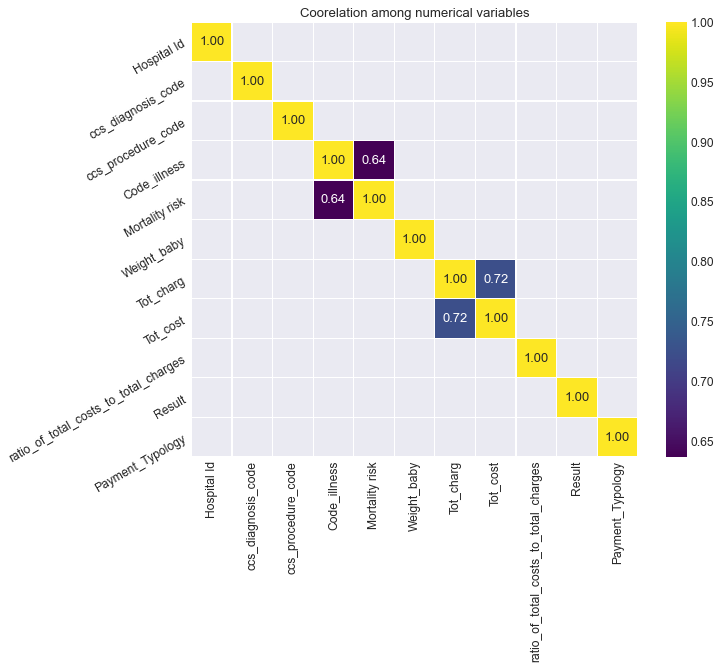 Coorelation among numerical variables
Hospital Id
1.00
ccs_diagnosis_code
1.00
ccs_procedure_code
1.00
Code_illness
1.00 0.64
Mortality risk
0.64 1.00
Weight_baby
1.00
Tot_charg
1.00 0.72
Tot_cost
0.72 1.00
ratio_of_total_costs_to_total_charges
1.00
Result
1.00
Payment_Typology
1.00
Hospital Id
ccs_diagnosis_code
ccs_procedure_code
Code_illness
Mortality risk
Weight_baby
Tot_charg
Tot_cost
ratio_of_total_costs_to_total_charges
Result
Payment_Typology
1.00
0.95
0.90
0.85
0.80
0.75
0.70
0.65